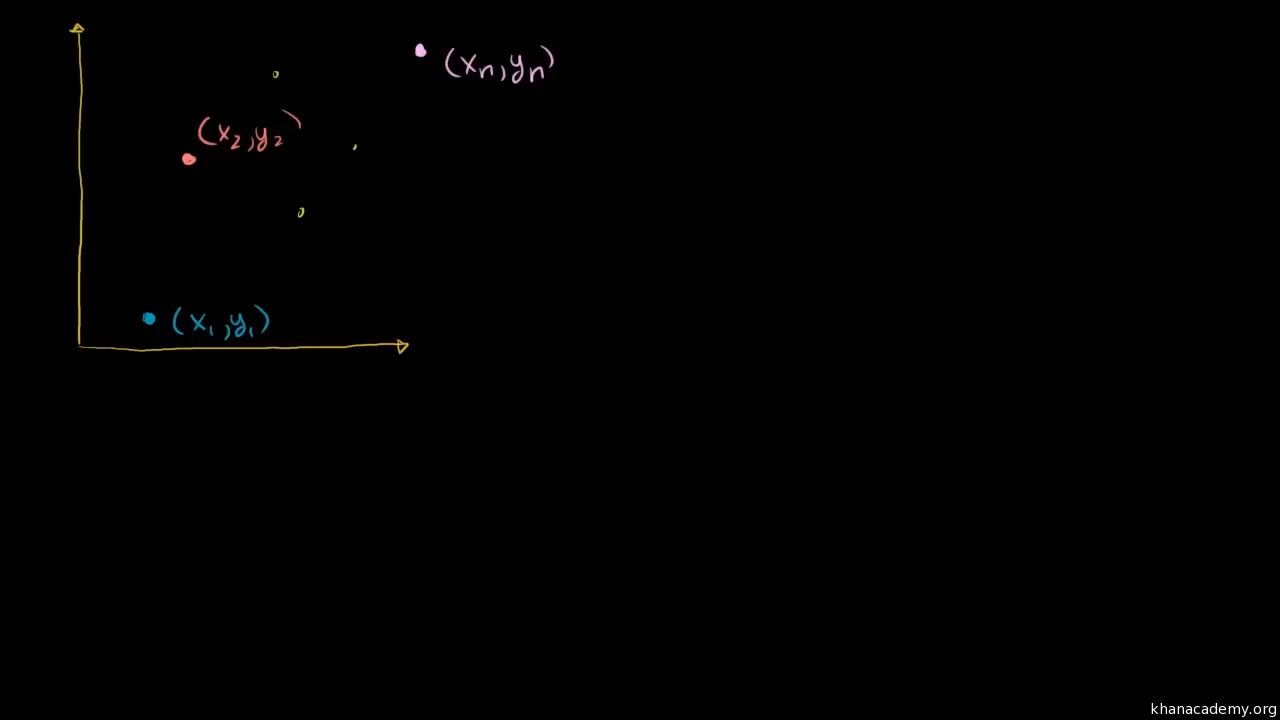 (xₙ, yₙ)
(x₂, y₂)
(x₁, y₁)
khanacademy.org